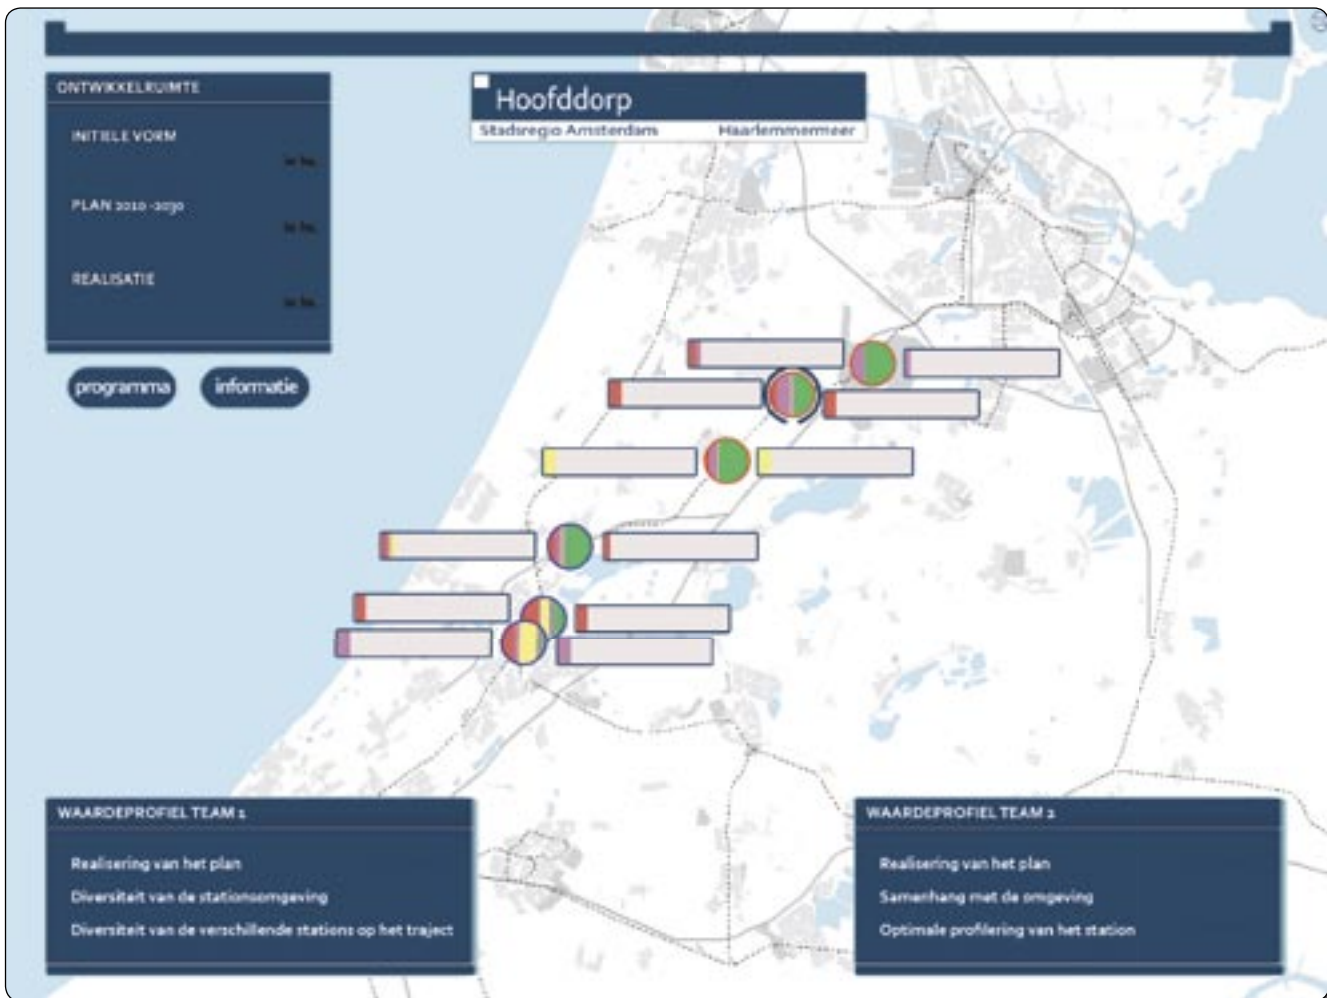 ONTWIKKELRUIMTE
INITIELE VORM
PLAN 2010 -2030
REALISATIE
programma
informatie
Hoofddorp
Stadsregio Amsterdam Haarlemmermeer
WAARDEPROFIEL TEAM 1
Realisering van het plan
Diversiteit van de stationsomgeving
Diversiteit van de verschillende stations op het traject
WAARDEPROFIEL TEAM 2
Realisering van het plan
Samenhang met de omgeving
Optimale profilering van het station